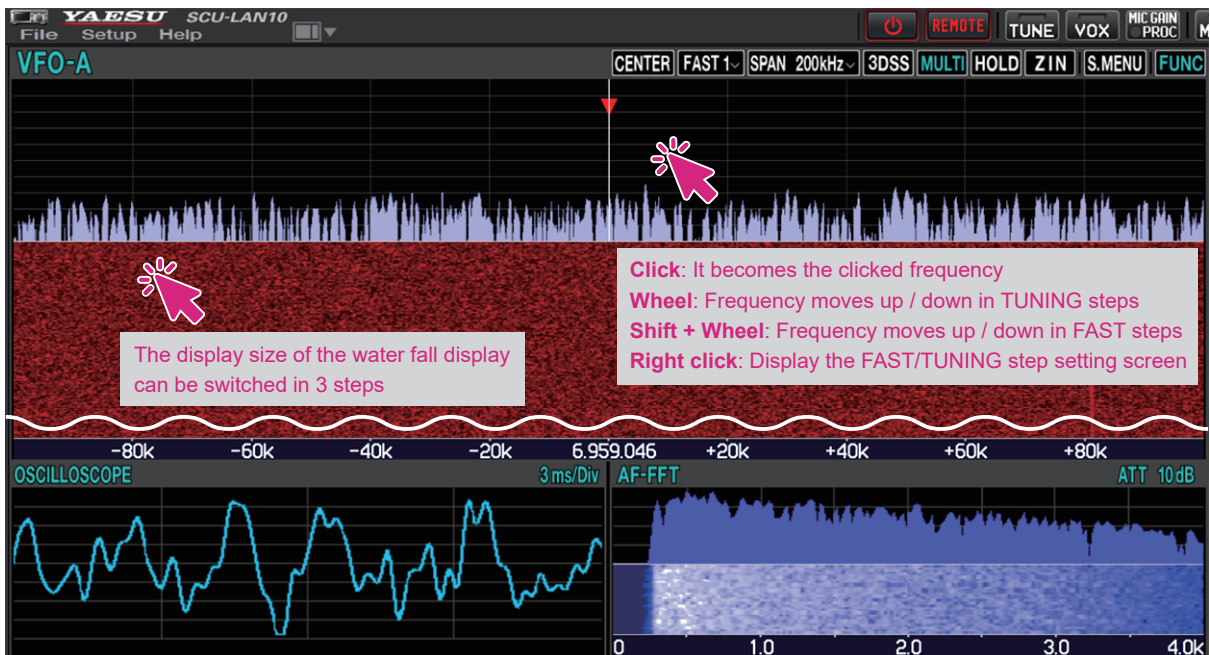 YAESU SCU-LAN10
File Setup Help
REMOTE TUNE VOX MIC GAIN PROC
VFO-A
CENTER FAST 1 SPAN 200kHz 3DSS MULTI HOLD Z IN S.MENU FUNC
Click: It becomes the clicked frequency
Wheel: Frequency moves up / down in TUNING steps
Shift + Wheel: Frequency moves up / down in FAST steps
Right click: Display the FAST/TUNING step setting screen
The display size of the water fall display
can be switched in 3 steps
-80k -60k -40k -20k 6.959.046 +20k +40k +60k +80k
OSCILLOSCOPE 3 ms/Div AF-FFT ATT 10 dB
0 1.0 2.0 3.0 4.0k